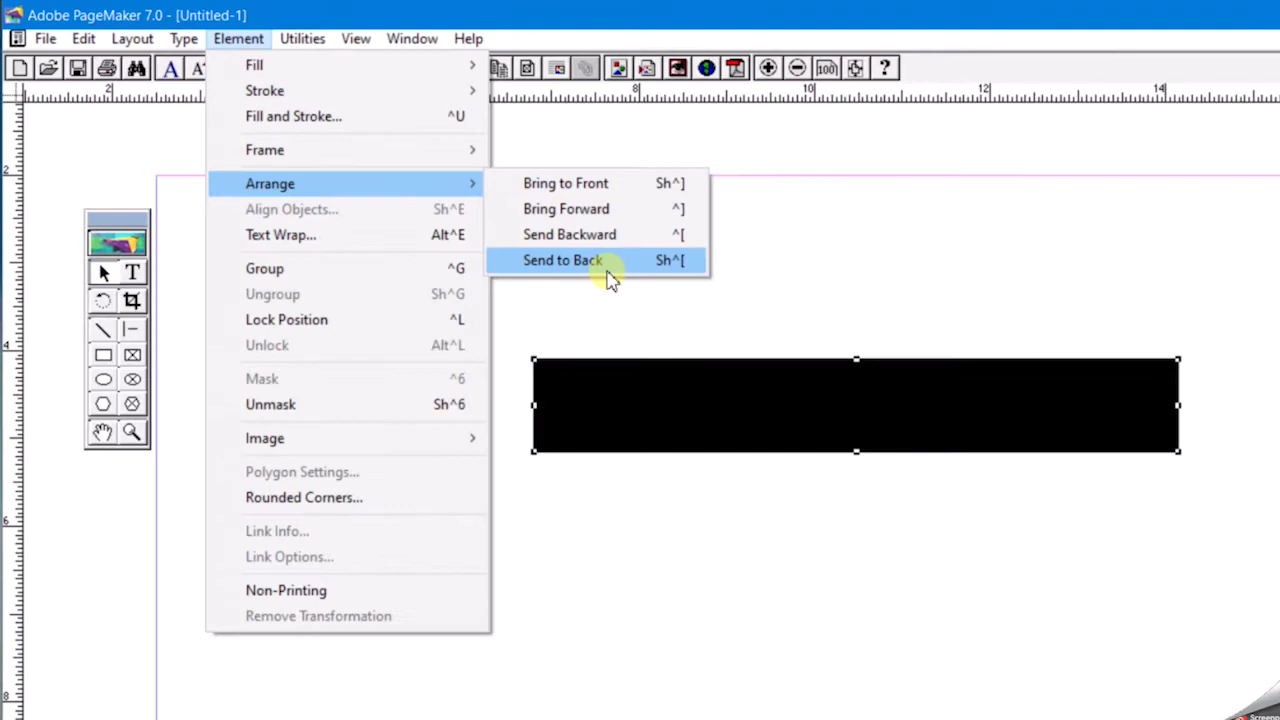 Adobe PageMaker 7.0 - [Untitled-1]
File Edit Layout Type Element Utilities View Window Help
2 8 10 12 14
Fill
Stroke
Fill and Stroke... ^U
Frame
Arrange
Align Objects... Sh^E
Text Wrap... Alt^E
Group ^G
Ungroup Sh^G
Lock Position ^L
Unlock Alt^L
Mask ^6
Unmask Sh^6
Image
Polygon Settings...
Rounded Corners...
Link Info...
Link Options...
Non-Printing
Remove Transformation
Bring to Front Sh^]
Bring Forward ^]
Send Backward ^[
Send to Back Sh^[
2
4
6
8